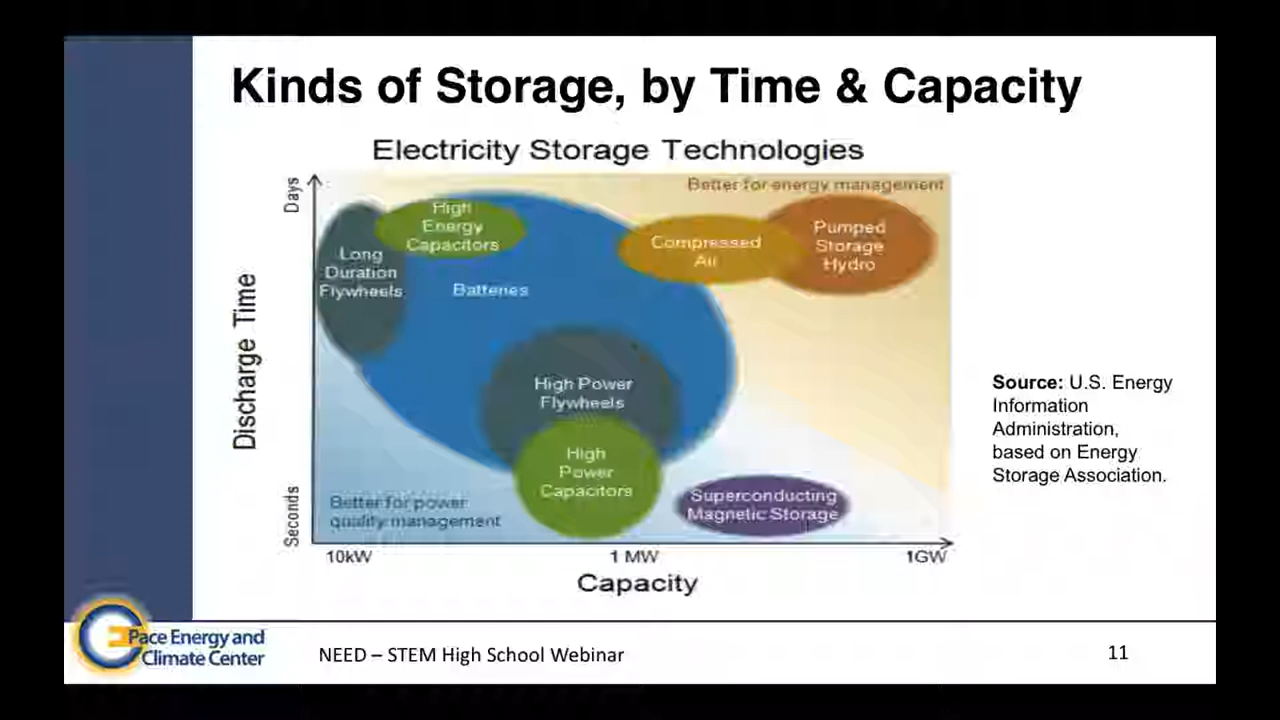 Kinds of Storage, by Time & Capacity
Electricity Storage Technologies
Days
Better for energy management
High
Energy
Capacitors
Pumped
Storage
Hydro
Compressed
Air
Long
Duration
Flywheels
Batteries
Discharge Time
High Power
Flywheels
Source: U.S. Energy
Information
Administration,
based on Energy
Storage Association.
High
Power
Capacitors
Superconducting
Magnetic Storage
Better for power
quality management
Seconds
10kW
1 MW
1GW
Capacity
Pace Energy and
Climate Center
NEED – STEM High School Webinar
11